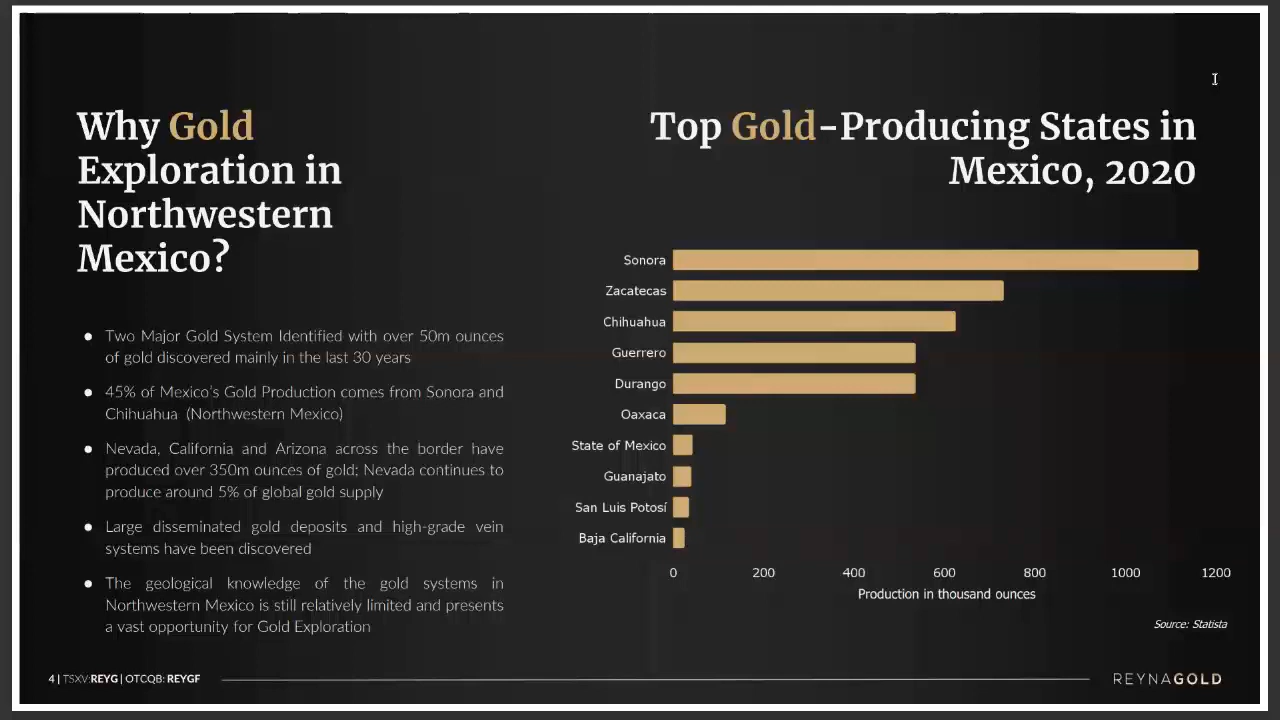 Why Gold
Exploration in
Northwestern
Mexico?
● Two Major Gold System Identified with over 50m ounces
of gold discovered mainly in the last 30 years
● 45% of Mexico's Gold Production comes from Sonora and
Chihuahua (Northwestern Mexico)
● Nevada, California and Arizona across the border have
produced over 350m ounces of gold; Nevada continues to
produce around 5% of global gold supply
● Large disseminated gold deposits and high-grade vein
systems have been discovered
● The geological knowledge of the gold systems in
Northwestern Mexico is still relatively limited and presents
a vast opportunity for Gold Exploration
Top Gold-Producing States in
Mexico, 2020
Sonora
Zacatecas
Chihuahua
Guerrero
Durango
Oaxaca
State of Mexico
Guanajato
San Luis Potosí
Baja California
0 200 400 600 800 1000 1200
Production in thousand ounces
Source: Statista
4 | TSXV:REYG | OTCQB: REYGF
REYNAGOLD